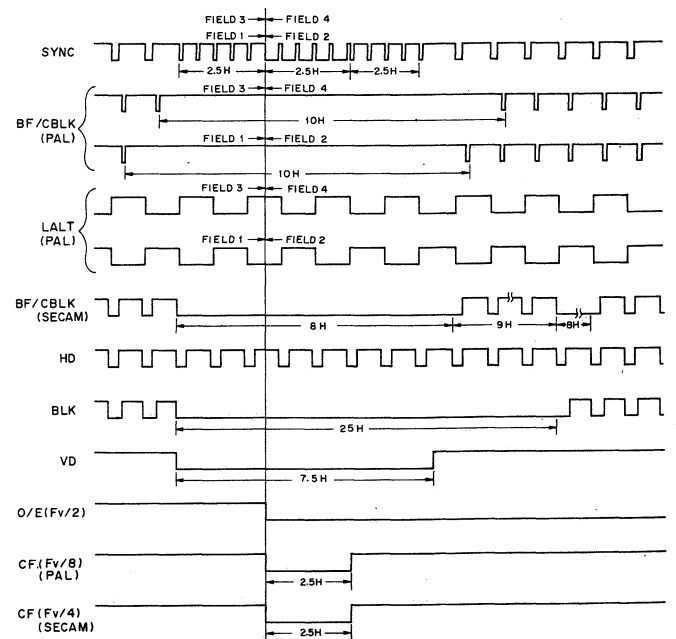 FIELD 3 FIELD 4
FIELD 1 FIELD 2
SYNC
2.5H 2.5H 2.5H
FIELD 3 FIELD 4
BF/CBLK
(PAL)
10H
FIELD 1 FIELD 2
10H
FIELD 3 FIELD 4
LALT
(PAL)
FIELD 1 FIELD 2
BF/CBLK
(SECAM)
8H 9H 8H
HD
BLK
25H
VD
7.5H
O/E(Fv/2)
CF.(Fv/8)
(PAL)
2.5H
CF(Fv/4)
(SECAM)
2.5H